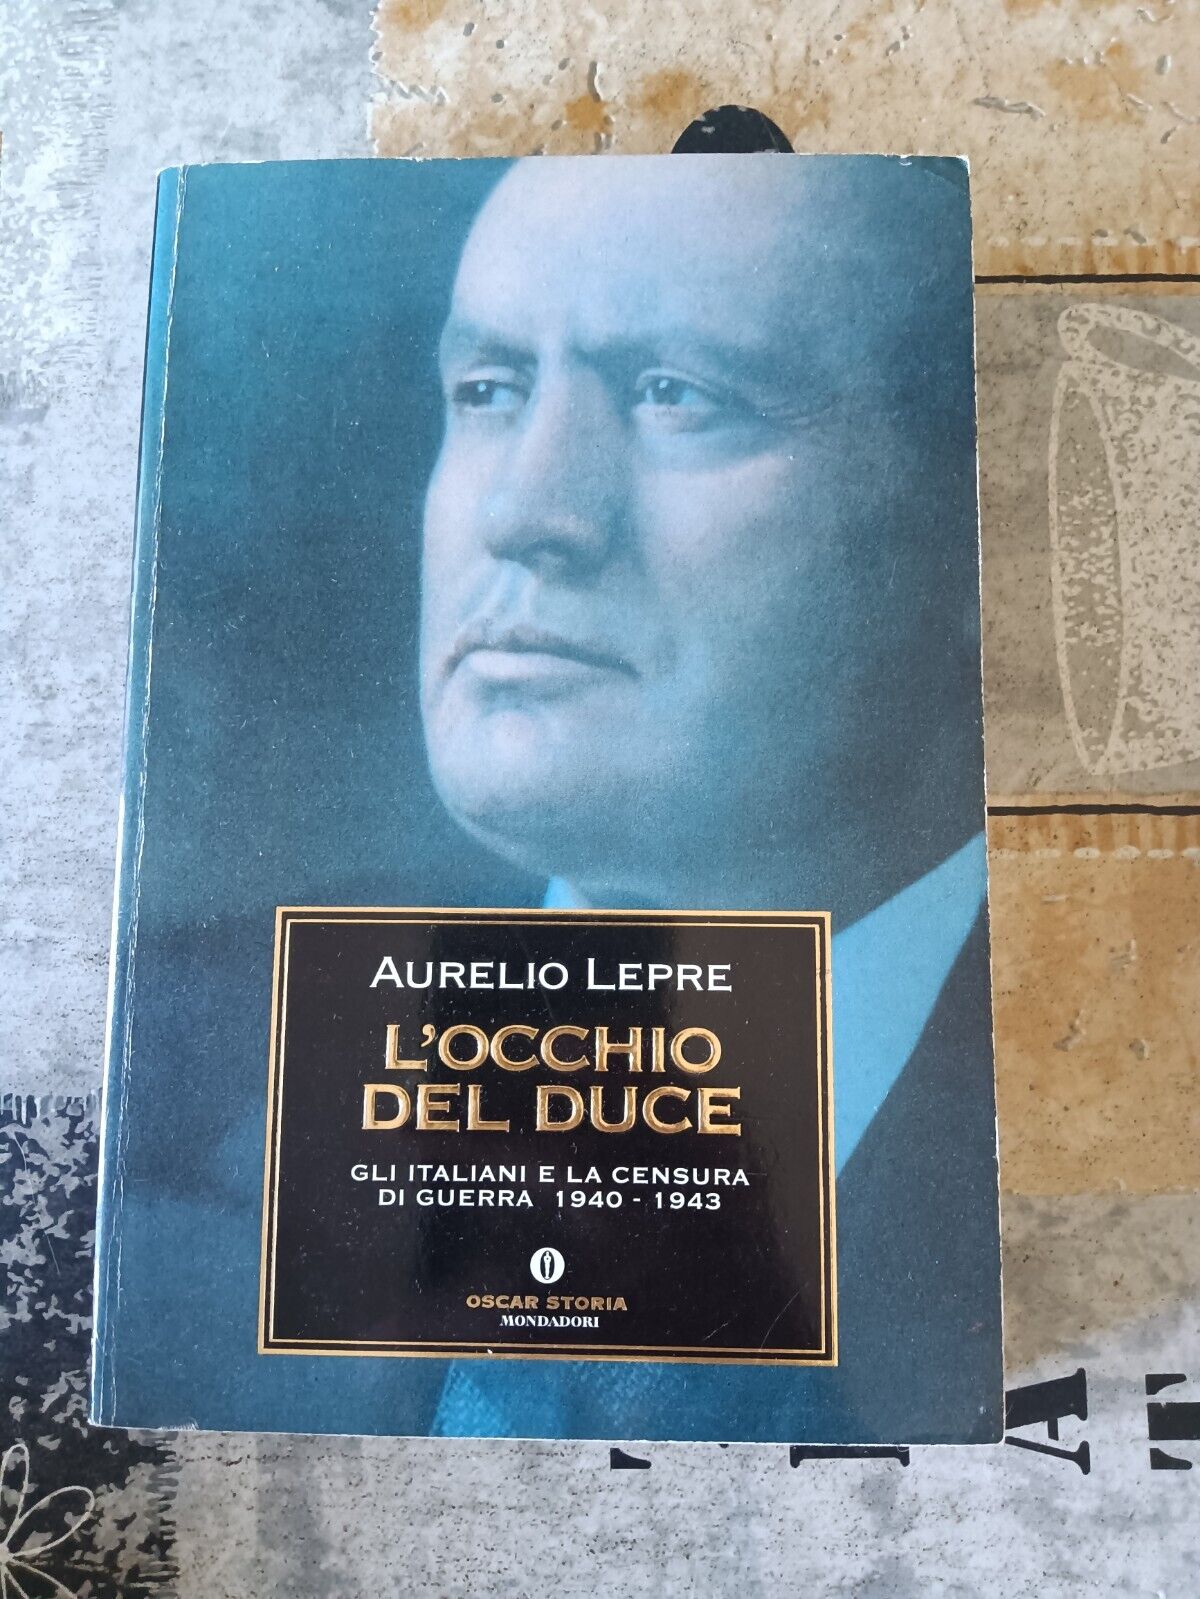 AURELIO LEPRE
L'OCCHIO
DEL DUCE
GLI ITALIANI E LA CENSURA
DI GUERRA 1940 - 1943
OSCAR STORIA
MONDADORI